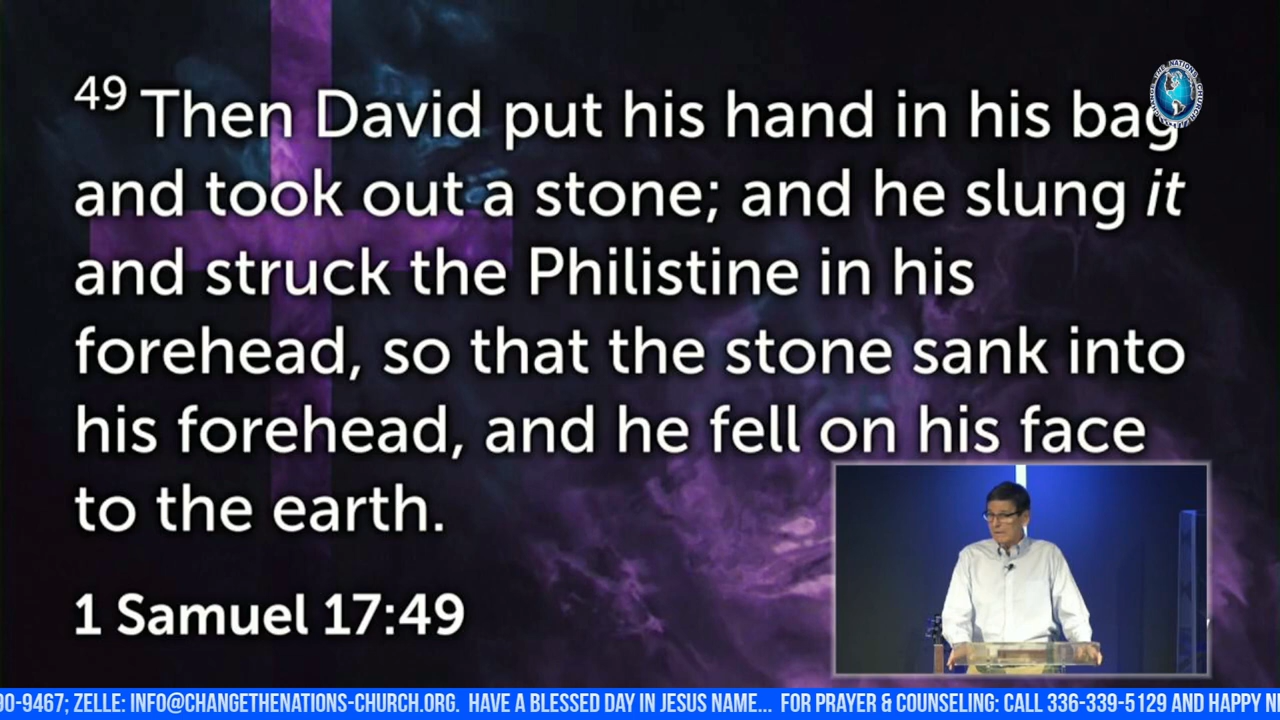 49 Then David put his hand in his bag
and took out a stone; and he slung it
and struck the Philistine in his
forehead, so that the stone sank into
his forehead, and he fell on his face
to the earth.
1 Samuel 17:49
90-9467; ZELLE: INFO@CHANGETHENATIONS-CHURCH.ORG. HAVE A BLESSED DAY IN JESUS NAME... FOR PRAYER & COUNSELING: CALL 336-339-5129 AND HAPPY